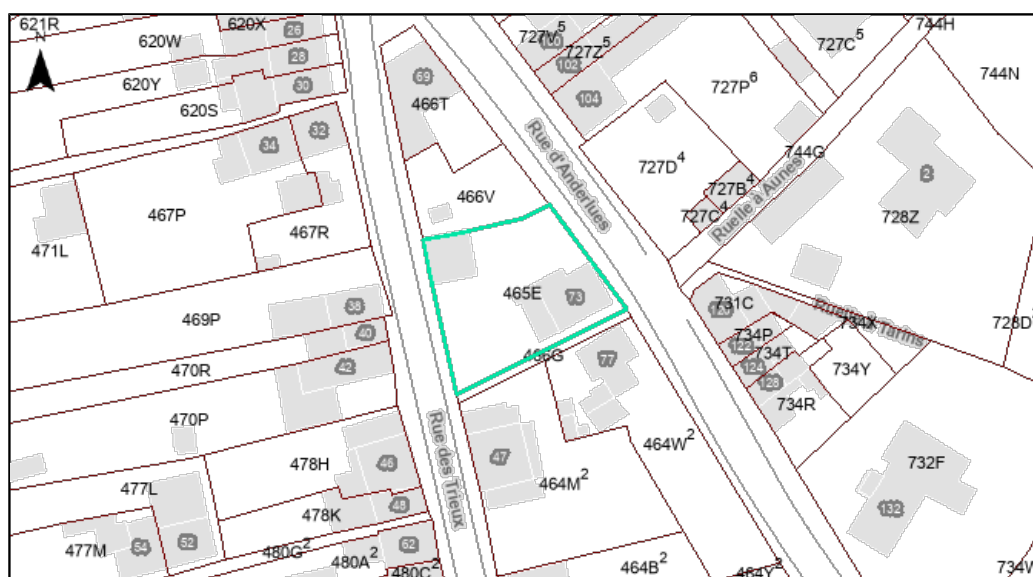 621R
N
620W
620X
26
28
30
620Y
620S
34
32
467P
471L
467R
469P
38
40
470R
42
470P
478H
46
477L
478K
48
477M
54
52
480G²
480A²
62
480C²
Rue des Trieux
69
466T
466V
465E
73
466G
77
47
464M²
464W²
464B²
464Y²
Rue d'Anderlues
727V⁵
100
727Z⁵
102
104
727P⁶
727C⁵
744H
744N
727D⁴
727B⁴
727C⁴
744G
Ruelle à Aunes
2
728Z
731C
120
734P
122
734T
124
128
734R
734X
734Y
728D
732F
132